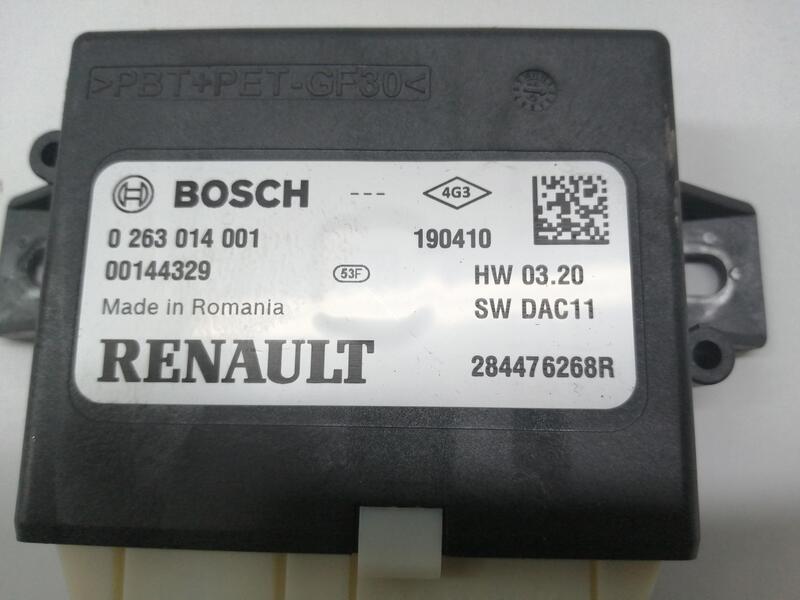 >PBT+PET-GF30<
BOSCH --- 4G3
0 263 014 001 190410
00144329 53F HW 03.20
Made in Romania SW DAC11
RENAULT 284476268R